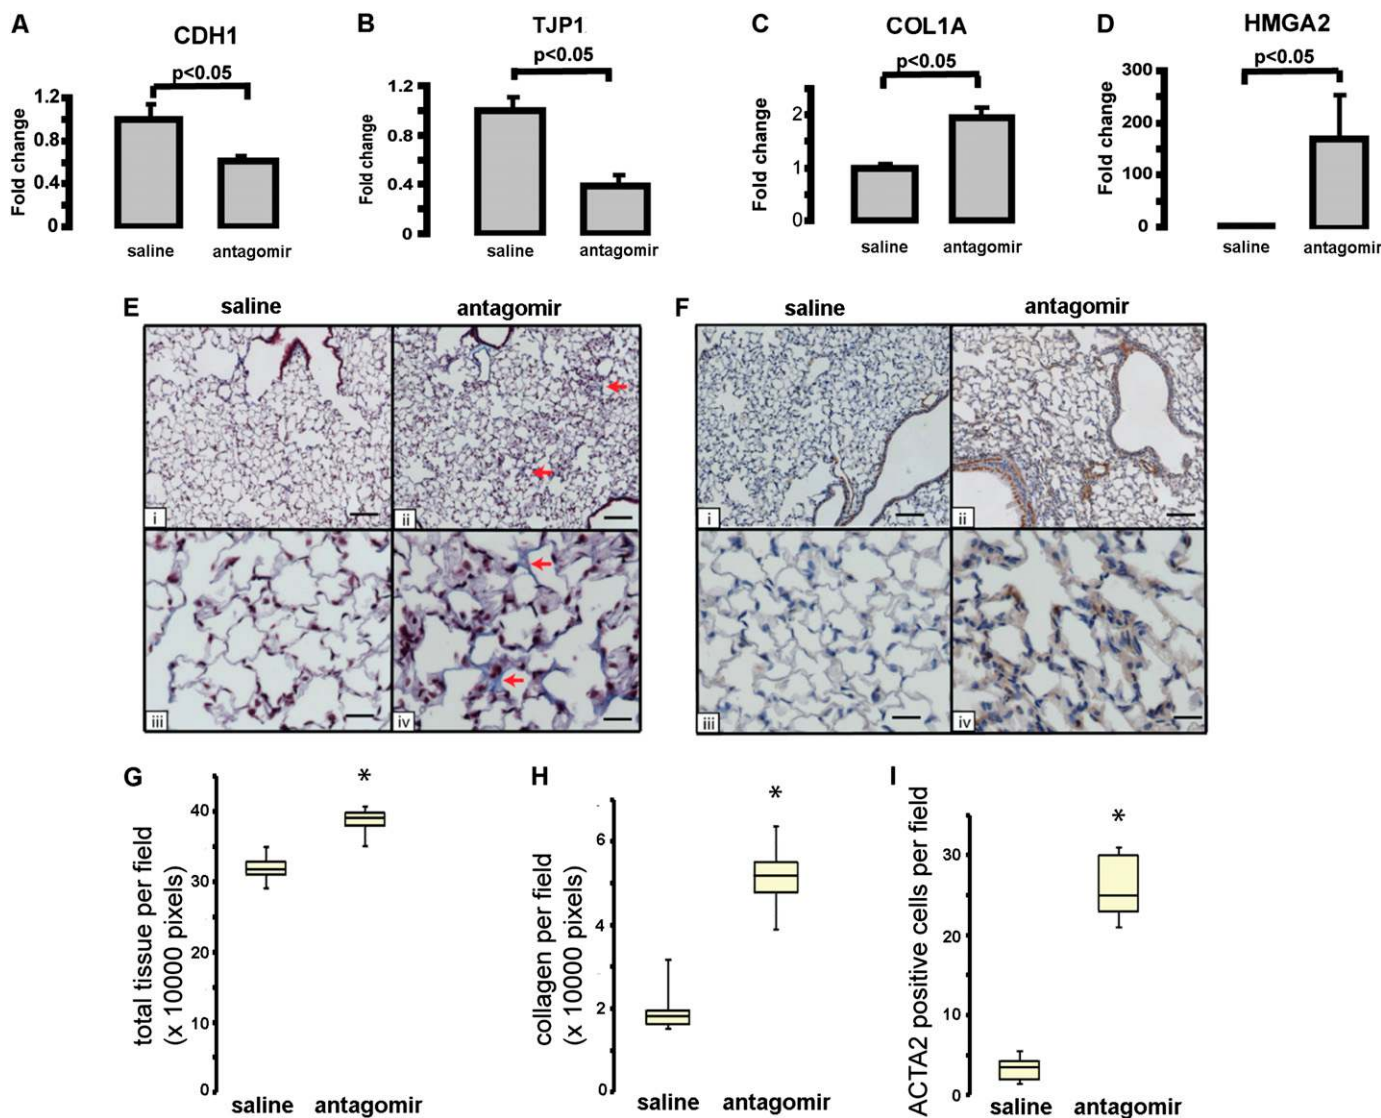 A
CDH1
p<0.05
Fold change
1.2
0.8
0.4
0
saline
antagomir
B
TJP1
p<0.05
Fold change
1.2
0.8
0.4
0
saline
antagomir
C
COL1A
p<0.05
Fold change
2
1
0
saline
antagomir
D
HMGA2
p<0.05
Fold change
300
200
100
0
saline
antagomir
E
saline
antagomir
i
ii
iii
iv
F
saline
antagomir
i
ii
iii
iv
G
*
total tissue per field
(x 10000 pixels)
40
30
20
10
0
saline
antagomir
H
*
collagen per field
(x 10000 pixels)
6
4
2
0
saline
antagomir
I
*
ACTA2 positive cells per field
30
20
10
0
saline
antagomir